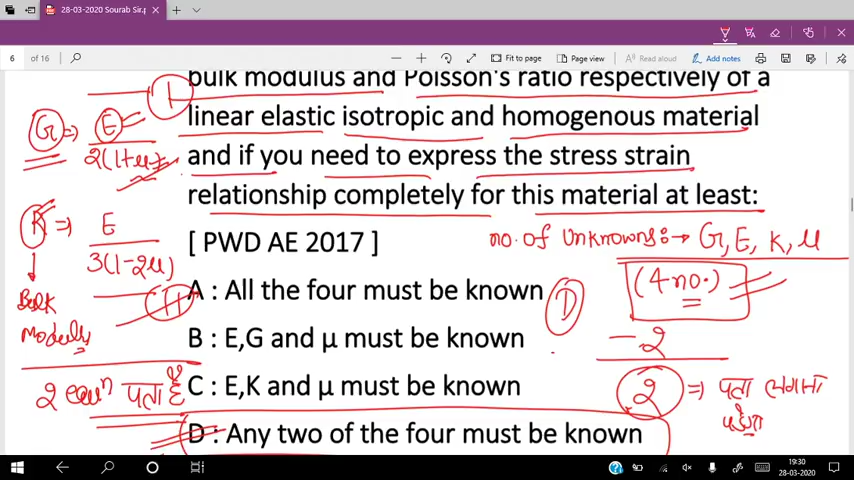 28-03-2020 Sourab Sir.p
6 of 16
Fit to page
Page view
Read aloud
Add notes
bulk modulus and Poisson's ratio respectively of a
linear elastic isotropic and homogenous material
and if you need to express the stress strain
relationship completely for this material at least:
[ PWD AE 2017 ]
A : All the four must be known
B : E,G and μ must be known
C : E,K and μ must be known
D : Any two of the four must be known
G ⇒ E
2(1+μ)
I
K ⇒ E
3(1-2μ)
II
Bulk
Modulus
2 equⁿ पता है
no. of unknowns:→ G, E, K, μ
(4 no.)
-2
2 ⇒ पता लगाना
D
19:30
28-03-2020